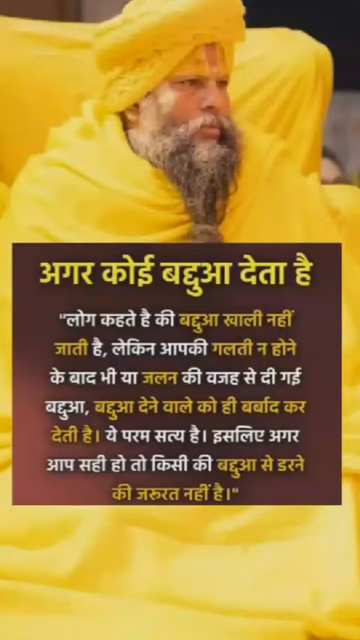 अगर कोई बद्दुआ देता है
"लोग कहते है की बद्दुआ खाली नहीं
जाती है, लेकिन आपकी गलती न होने
के बाद भी या जलन की वजह से दी गई
बद्दुआ, बद्दुआ देने वाले को ही बर्बाद कर
देती है। ये परम सत्य है। इसलिए अगर
आप सही हो तो किसी की बद्दुआ से डरने
की जरूरत नहीं है।"